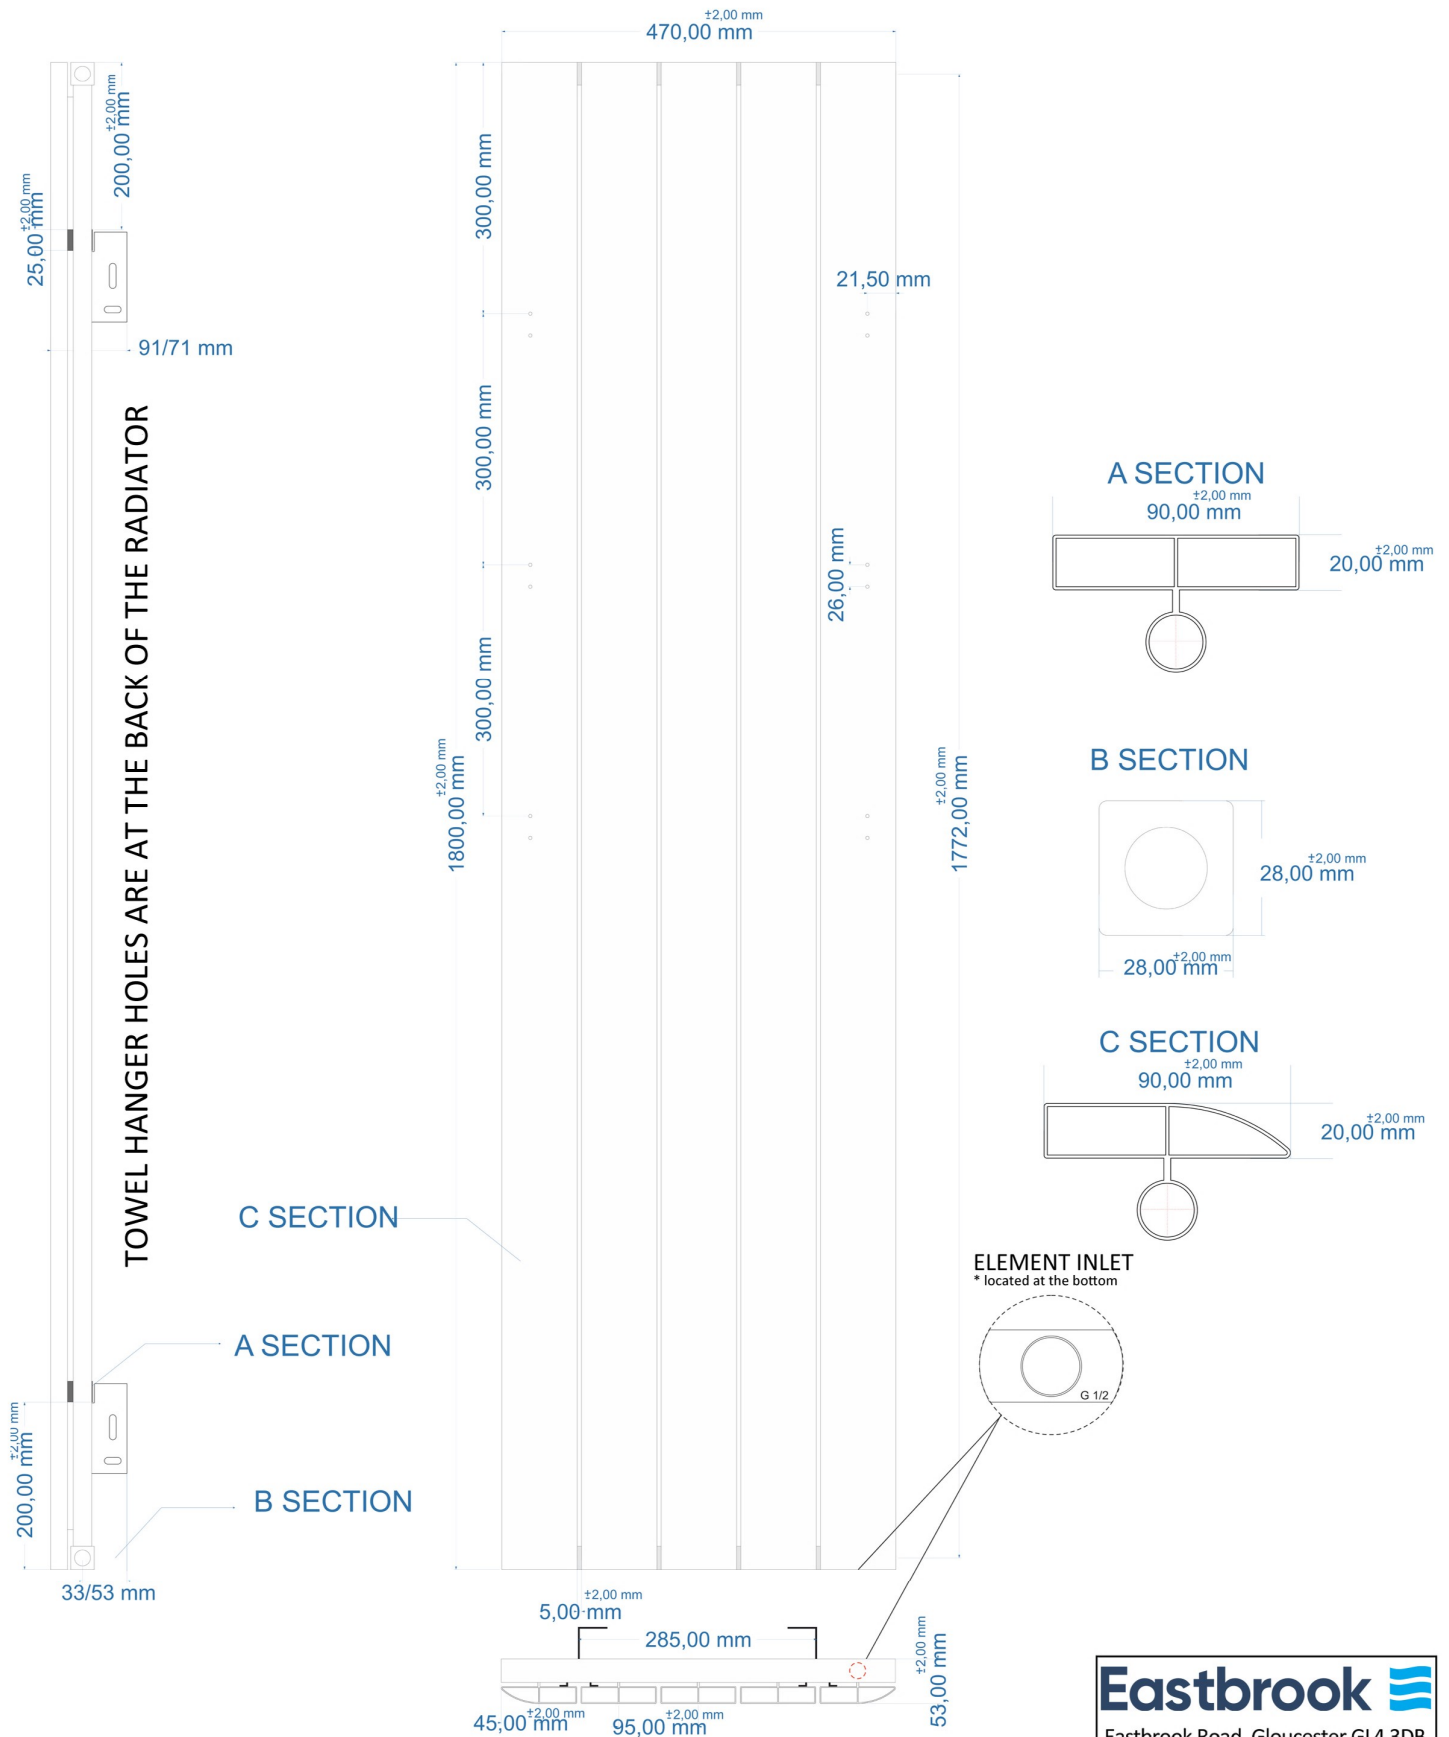 ±2,00 mm
470,00 mm
±2,00 mm
200,00 mm
±2,00 mm
25,00 mm
91/71 mm
TOWEL HANGER HOLES ARE AT THE BACK OF THE RADIATOR
300,00 mm
300,00 mm
300,00 mm
±2,00 mm
1800,00 mm
21,50 mm
26,00 mm
±2,00 mm
1772,00 mm
A SECTION
±2,00 mm
90,00 mm
±2,00 mm
20,00 mm
B SECTION
±2,00 mm
28,00 mm
±2,00 mm
28,00 mm
C SECTION
±2,00 mm
90,00 mm
±2,00 mm
20,00 mm
C SECTION
A SECTION
B SECTION
±2,00 mm
200,00 mm
33/53 mm
ELEMENT INLET
* located at the bottom
G 1/2
±2,00 mm
5,00 mm
285,00 mm
±2,00 mm
53,00 mm
±2,00 mm
45,00 mm
±2,00 mm
95,00 mm
Eastbrook
Eastbrook Road, Gloucester GL4 3DB